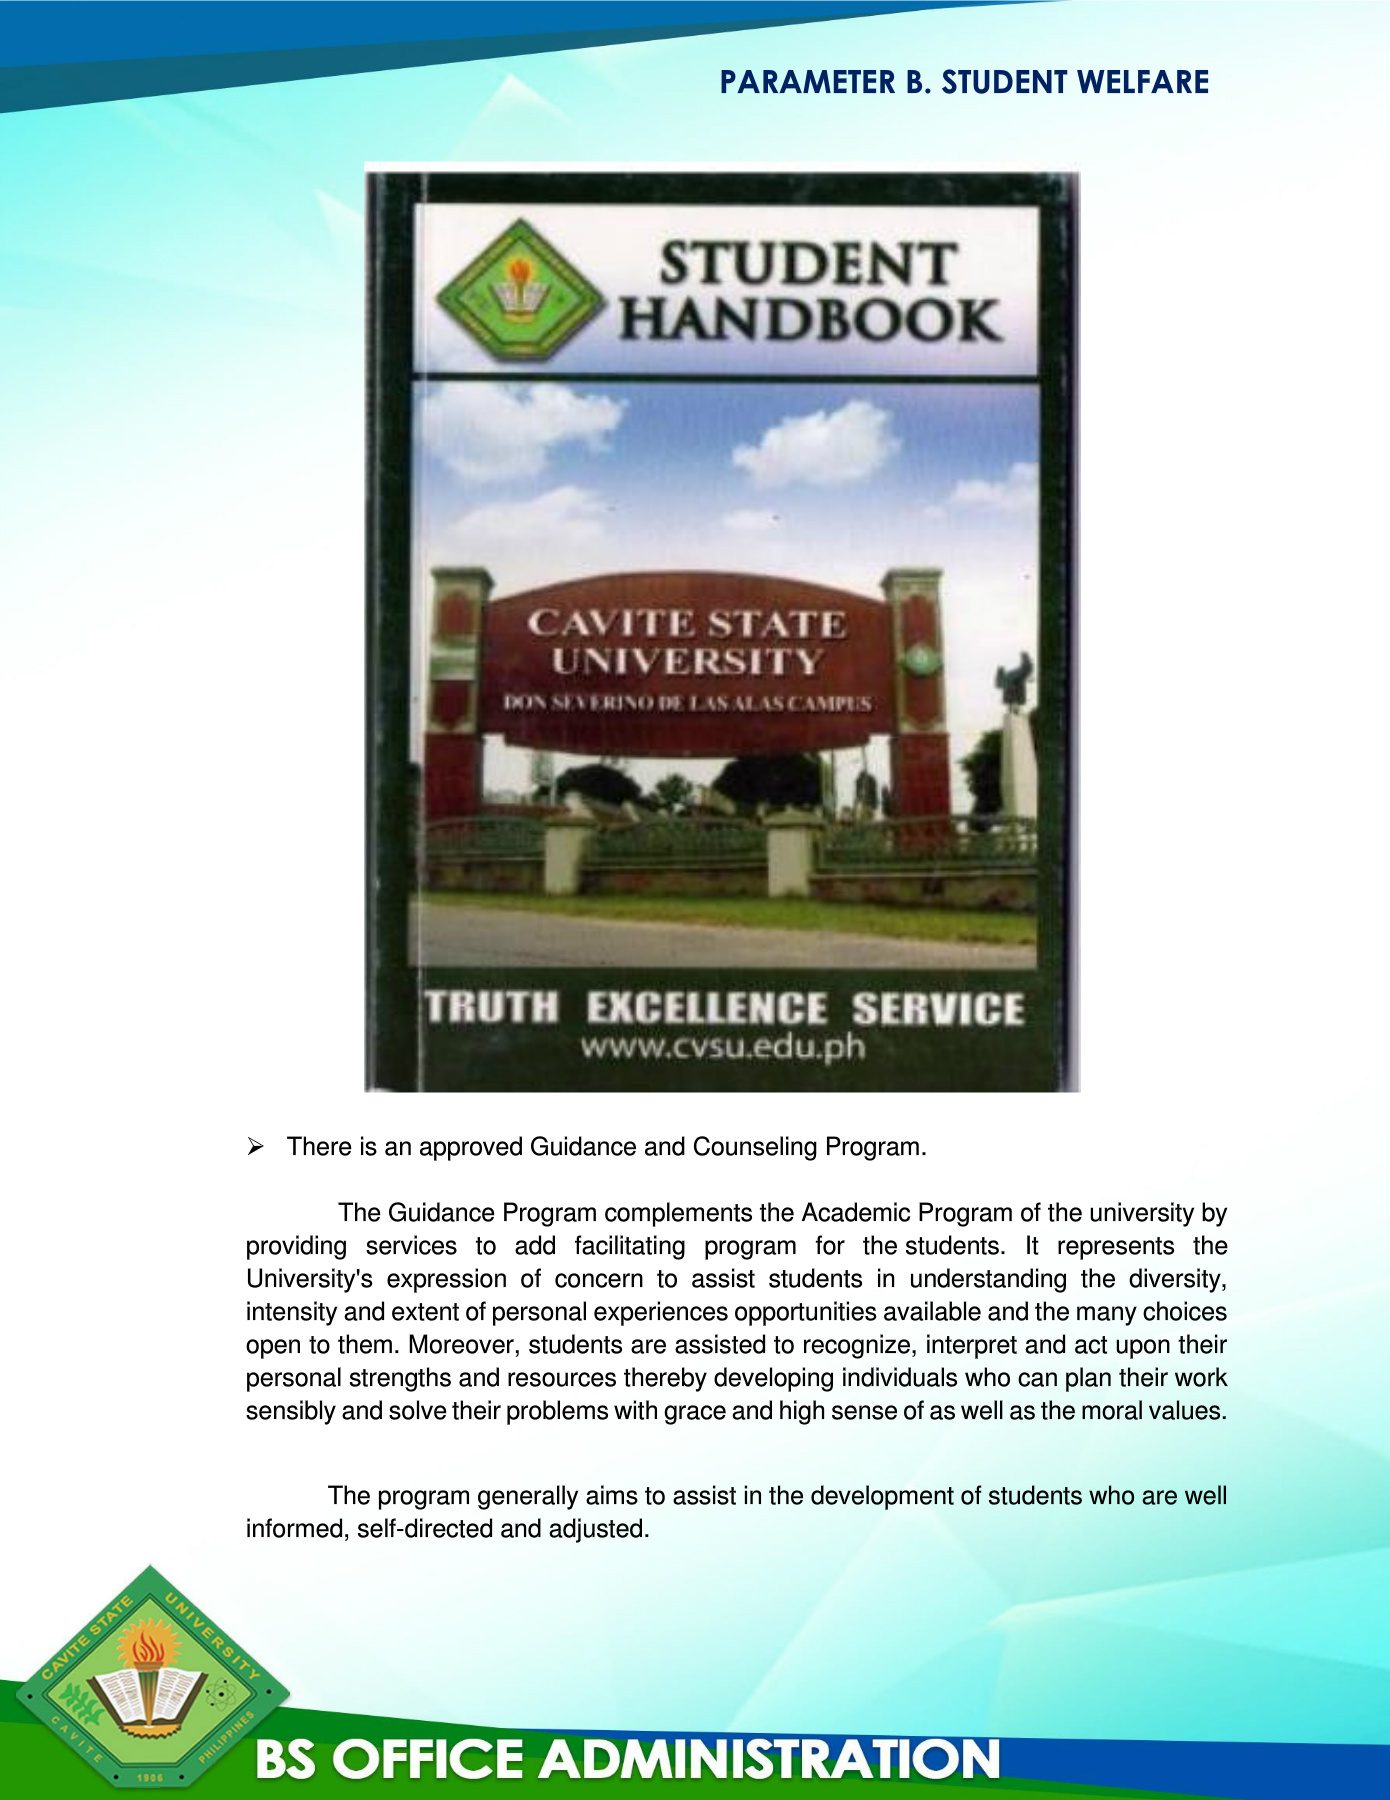 PARAMETER B. STUDENT WELFARE
STUDENT
HANDBOOK
CAVITE STATE
UNIVERSITY
DON SEVERINO DE LAS ALAS CAMPUS
TRUTH EXCELLENCE SERVICE
www.cvsu.edu.ph
➢ There is an approved Guidance and Counseling Program.
The Guidance Program complements the Academic Program of the university by
providing services to add facilitating program for the students. It represents the
University's expression of concern to assist students in understanding the diversity,
intensity and extent of personal experiences opportunities available and the many choices
open to them. Moreover, students are assisted to recognize, interpret and act upon their
personal strengths and resources thereby developing individuals who can plan their work
sensibly and solve their problems with grace and high sense of as well as the moral values.
The program generally aims to assist in the development of students who are well
informed, self-directed and adjusted.
CAVITE STATE UNIVERSITY
CAVITE PHILIPPINES
1906
BS OFFICE ADMINISTRATION